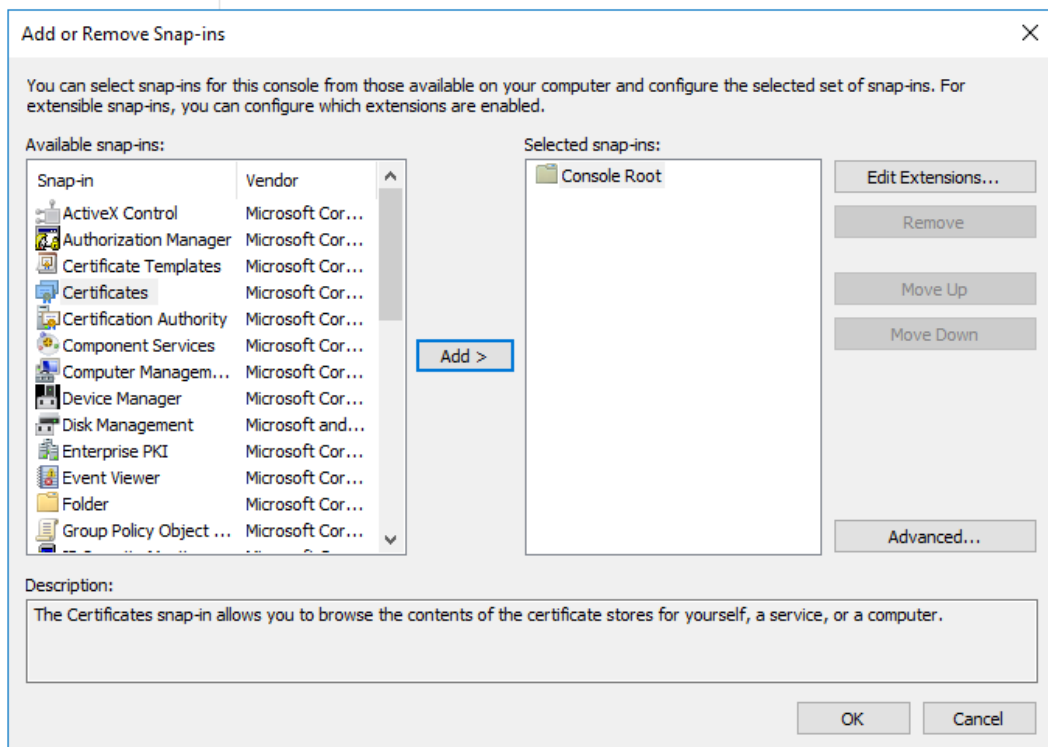 Add or Remove Snap-ins
You can select snap-ins for this console from those available on your computer and configure the selected set of snap-ins. For
extensible snap-ins, you can configure which extensions are enabled.
Available snap-ins:
Snap-in Vendor
ActiveX Control Microsoft Cor...
Authorization Manager Microsoft Cor...
Certificate Templates Microsoft Cor...
Certificates Microsoft Cor...
Certification Authority Microsoft Cor...
Component Services Microsoft Cor...
Computer Managem... Microsoft Cor...
Device Manager Microsoft Cor...
Disk Management Microsoft and...
Enterprise PKI Microsoft Cor...
Event Viewer Microsoft Cor...
Folder Microsoft Cor...
Group Policy Object ... Microsoft Cor...
Add >
Selected snap-ins:
Console Root
Edit Extensions...
Remove
Move Up
Move Down
Advanced...
Description:
The Certificates snap-in allows you to browse the contents of the certificate stores for yourself, a service, or a computer.
OK Cancel